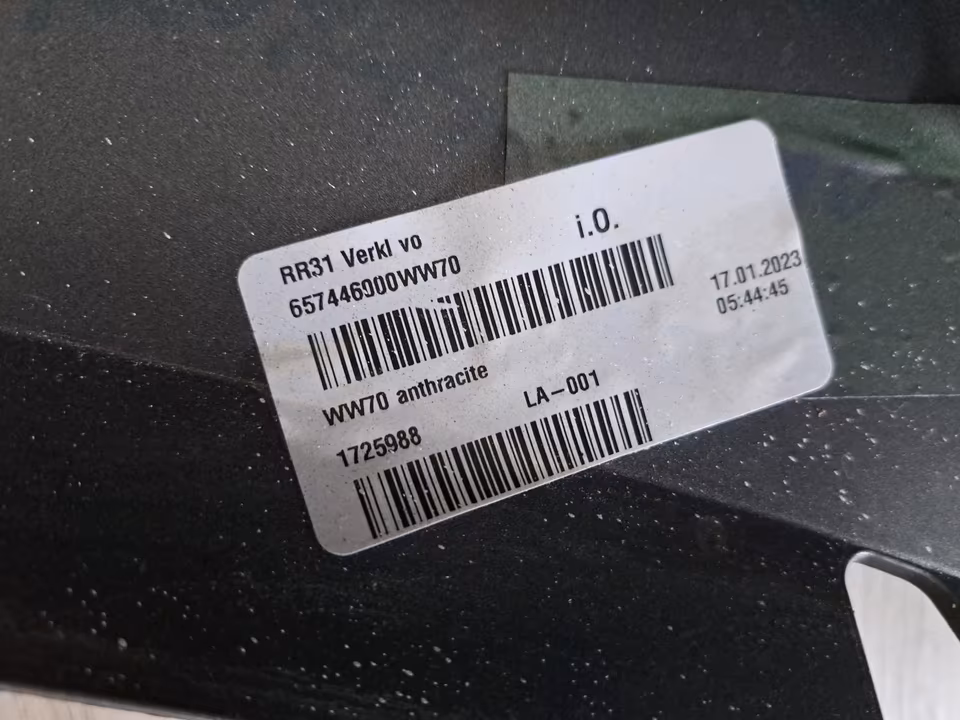 RR31 Verkl vo
i.O.
657446000WW70
17.01.2023
05:44:45
WW70 anthracite
LA-001
1725988